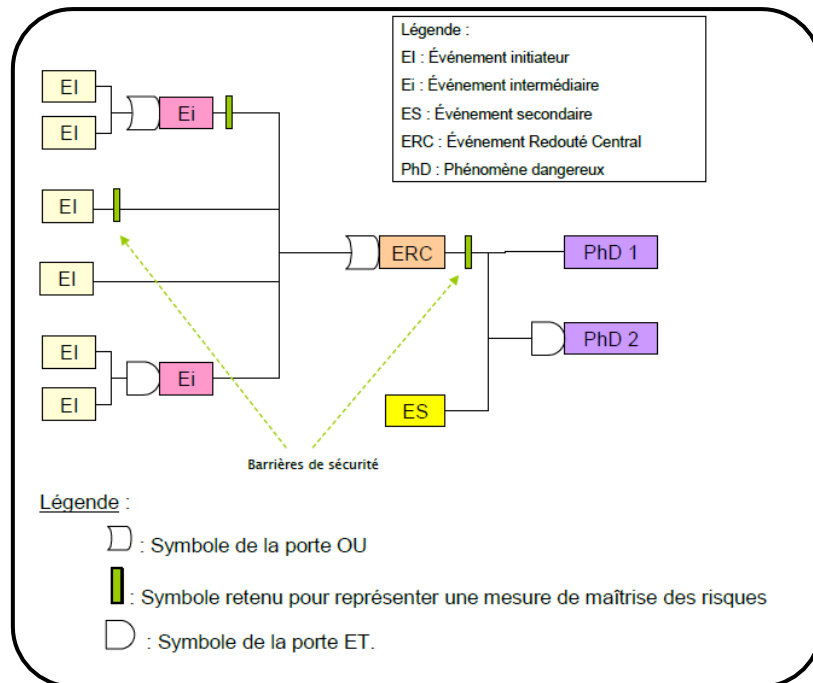 Légende :
EI : Événement initiateur
Ei : Événement intermédiaire
ES : Événement secondaire
ERC : Événement Redouté Central
PhD : Phénomène dangereux
EI
EI
Ei
EI
EI
EI
EI
Ei
ERC
PhD 1
PhD 2
ES
Barrières de sécurité
Légende :
: Symbole de la porte OU
: Symbole retenu pour représenter une mesure de maîtrise des risques
: Symbole de la porte ET.